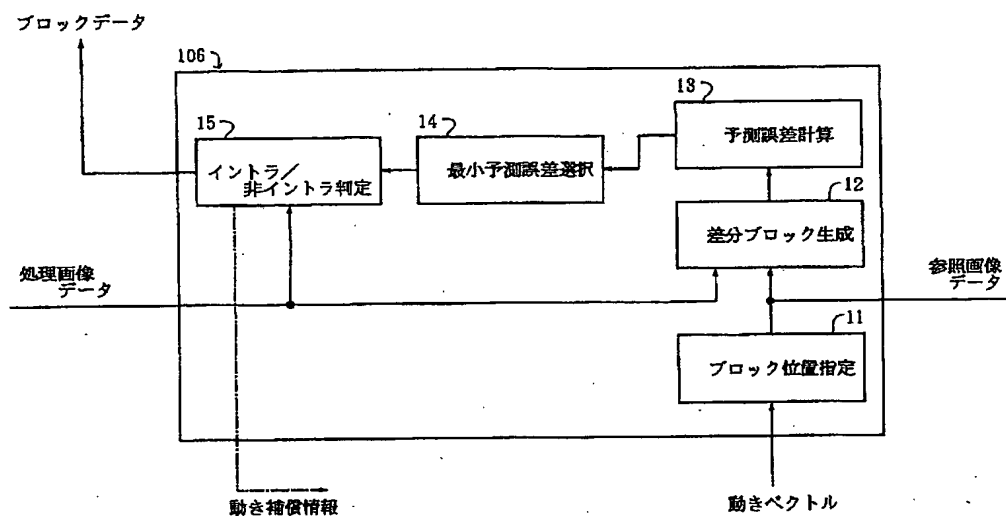 ブロックデータ
106
13
予測誤差計算
15
14
イントラ/
非イントラ判定
最小予測誤差選択
12
差分ブロック生成
処理画像
データ
参照画像
データ
11
ブロック位置指定
動き補償情報
動きベクトル